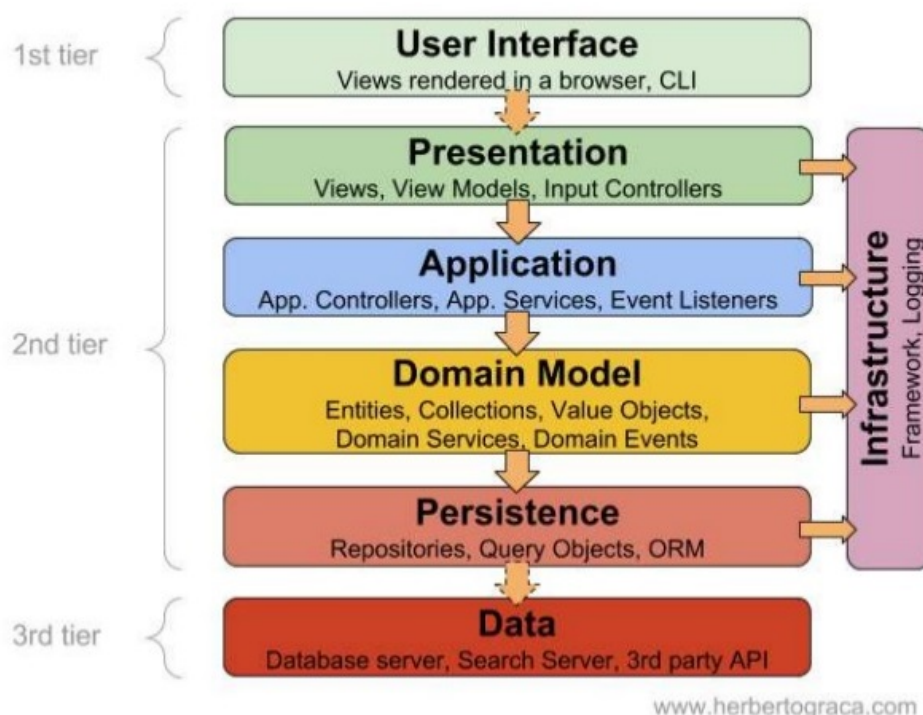 1st tier
User Interface
Views rendered in a browser, CLI
2nd tier
Presentation
Views, View Models, Input Controllers
Application
App. Controllers, App. Services, Event Listeners
Domain Model
Entities, Collections, Value Objects,
Domain Services, Domain Events
Persistence
Repositories, Query Objects, ORM
Infrastructure
Framework, Logging
3rd tier
Data
Database server, Search Server, 3rd party API
www.herbertograca.com